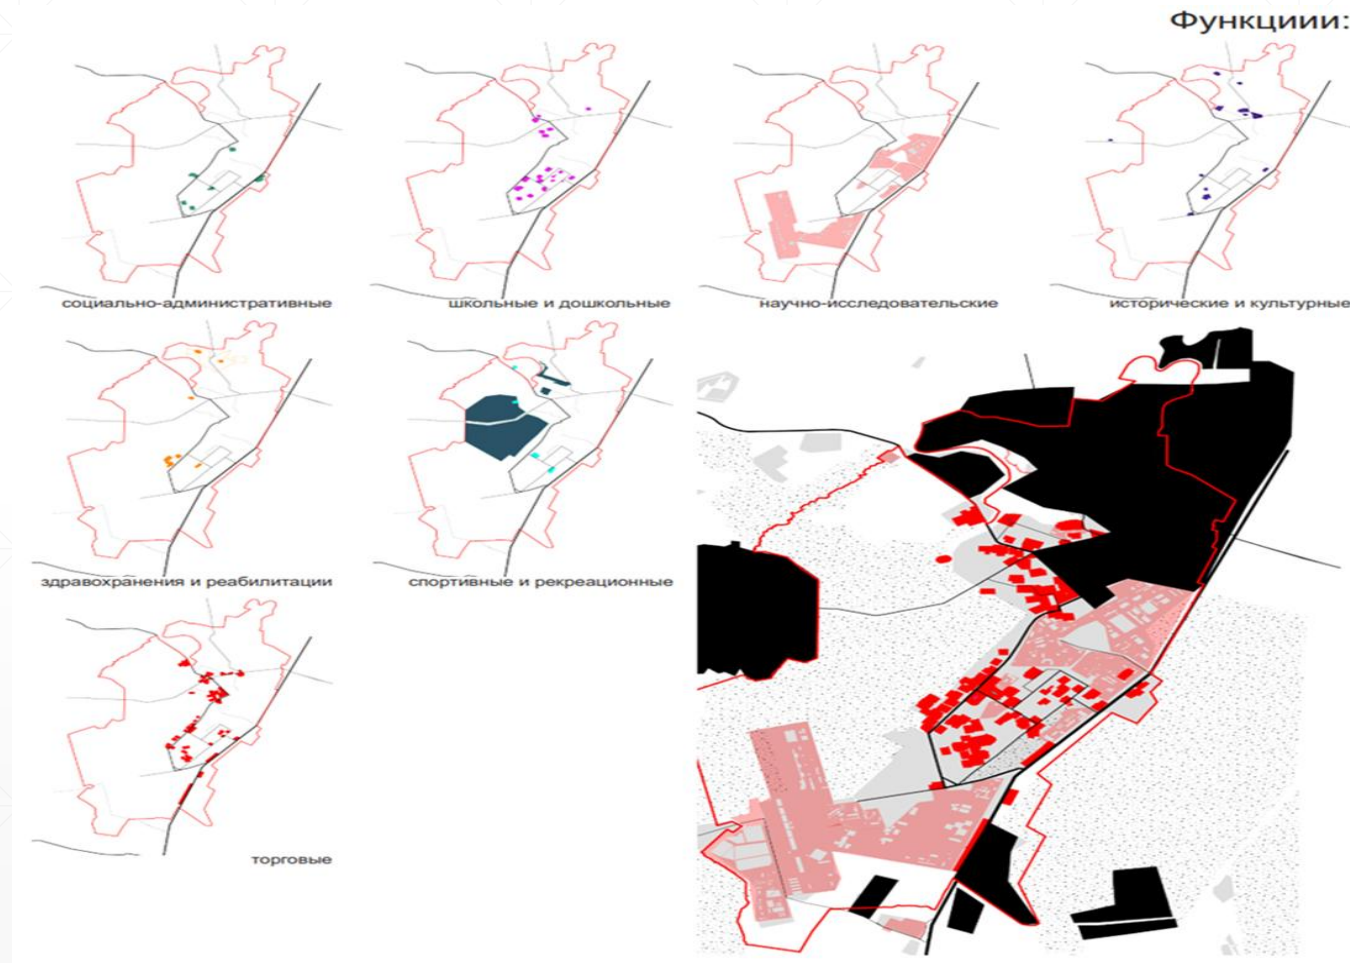 Функциии:
социально-административные
школьные и дошкольные
научно-исследовательские
исторические и культурные
здравохранения и реабилитации
спортивные и рекреационные
торговые